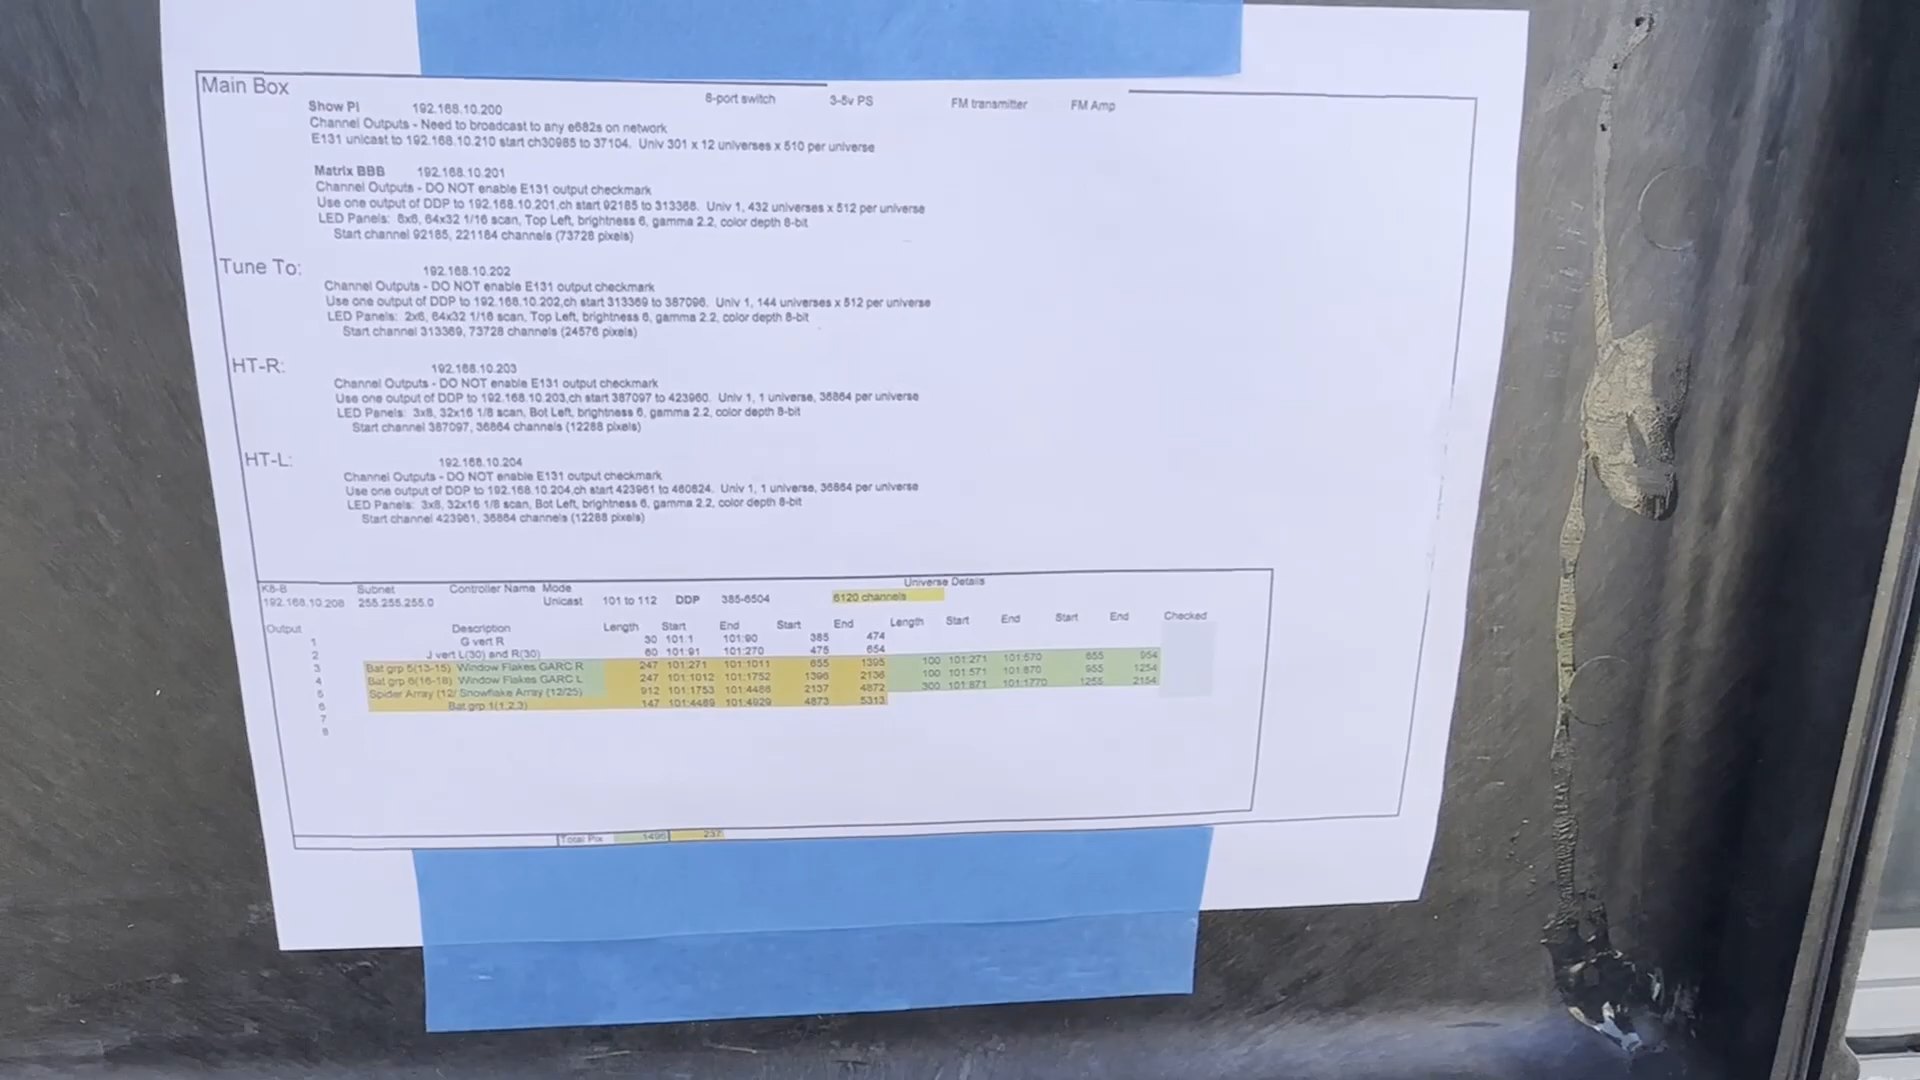 Main Box
Show PI 192.168.10.200 8-port switch 3-5v PS FM transmitter FM Amp
Channel Outputs - Need to broadcast to any e682s on network
E131 unicast to 192.168.10.210 start ch30985 to 37104. Univ 301 x 12 universes x 510 per universe
Matrix BBB 192.168.10.201
Channel Outputs - DO NOT enable E131 output checkmark
Use one output of DDP to 192.168.10.201,ch start 92185 to 313368. Univ 1, 432 universes x 512 per universe
LED Panels: 6x6, 64x32 1/16 scan, Top Left, brightness 6, gamma 2.2, color depth 8-bit
Start channel 92185, 221184 channels (73728 pixels)
Tune To: 192.168.10.202
Channel Outputs - DO NOT enable E131 output checkmark
Use one output of DDP to 192.168.10.202,ch start 313369 to 387096. Univ 1, 144 universes x 512 per universe
LED Panels: 2x6, 64x32 1/16 scan, Top Left, brightness 6, gamma 2.2, color depth 8-bit
Start channel 313369, 73728 channels (24576 pixels)
HT-R: 192.168.10.203
Channel Outputs - DO NOT enable E131 output checkmark
Use one output of DDP to 192.168.10.203,ch start 387097 to 423960. Univ 1, 1 universe, 36864 per universe
LED Panels: 3x8, 32x16 1/8 scan, Bot Left, brightness 6, gamma 2.2, color depth 8-bit
Start channel 387097, 36864 channels (12288 pixels)
HT-L: 192.168.10.204
Channel Outputs - DO NOT enable E131 output checkmark
Use one output of DDP to 192.168.10.204,ch start 423961 to 460824. Univ 1, 1 universe, 36864 per universe
LED Panels: 3x8, 32x16 1/8 scan, Bot Left, brightness 6, gamma 2.2, color depth 8-bit
Start channel 423961, 36864 channels (12288 pixels)
K8-B Subnet Controller Name Mode Universe Details
192.168.10.208 255.255.255.0 Unicast 101 to 112 DDP 385-6504 6120 channels
Output Description Length Start End Start End Length Start End Start End Checked
1 G vert R 30 101:1 101:90 385 474
2 J vert L(30) and R(30) 60 101:91 101:270 475 654
3 Bat grp 5(13-15) Window Flakes GARC R 247 101:271 101:1011 655 1395 100 101:271 101:570 655 954
4 Bat grp 6(16-18) Window Flakes GARC L 247 101:1012 101:1752 1396 2136 100 101:571 101:870 955 1254
5 Spider Array (12/ Snowflake Array (12/25) 912 101:1753 101:4488 2137 4872 300 101:871 101:1770 1255 2154
6 Bat grp 1(1,2,3) 147 101:4489 101:4929 4873 5313
7
8
Total Pix 237